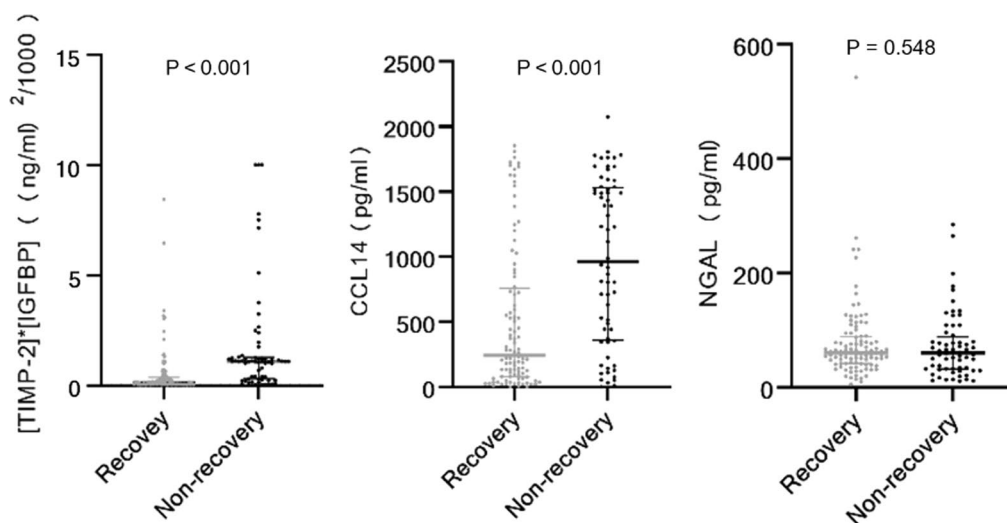 [TIMP-2]*[IGFBP] ( (ng/ml) 2/1000)
15
10
5
0
P < 0.001
Recovey
Non-recovery
CCL14 (pg/ml)
2500
2000
1500
1000
500
0
P < 0.001
Recovery
Non-recovery
NGAL (pg/ml)
600
400
200
0
P = 0.548
Recovery
Non-recovery